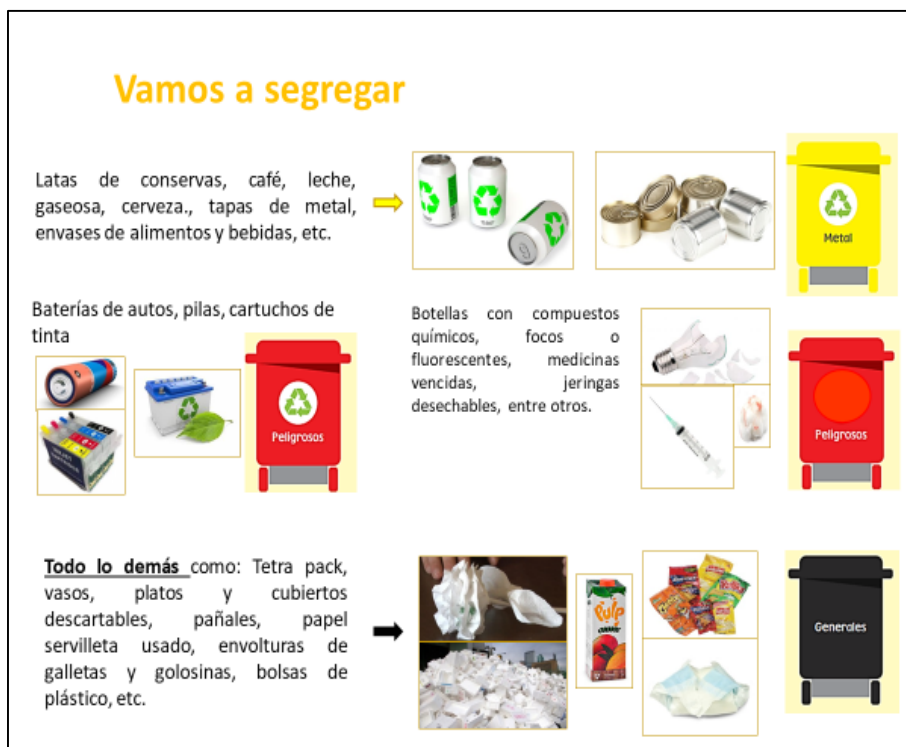 Vamos a segregar
Latas de conservas, café, leche,
gaseosa, cerveza., tapas de metal,
envases de alimentos y bebidas, etc.
Metal
Baterías de autos, pilas, cartuchos de
tinta
Peligrosos
Botellas con compuestos
químicos, focos o
fluorescentes, medicinas
vencidas, jeringas
desechables, entre otros.
Peligrosos
Todo lo demás como: Tetra pack,
vasos, platos y cubiertos
descartables, pañales, papel
servilleta usado, envolturas de
galletas y golosinas, bolsas de
plástico, etc.
Pulp
Generales